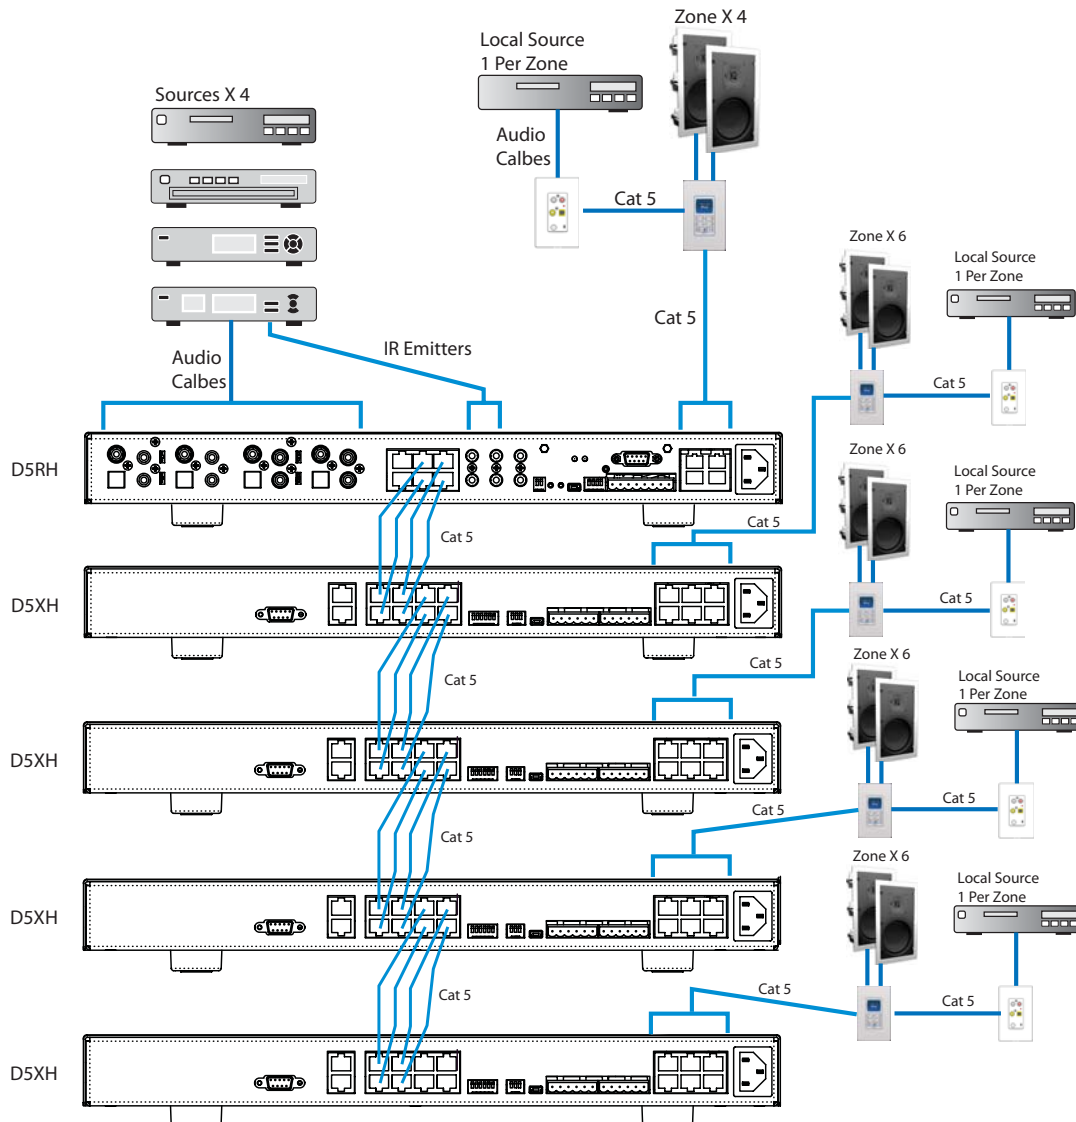 Zone X 4
Local Source
1 Per Zone
Sources X 4
Audio
Calbes
Cat 5
Zone X 6
Local Source
1 Per Zone
Cat 5
IR Emitters
Audio
Calbes
Cat 5
D5RH
Zone X 6
Local Source
1 Per Zone
Cat 5
Cat 5
Cat 5
D5XH
Zone X 6
Local Source
1 Per Zone
Cat 5
Cat 5
Cat 5
D5XH
Cat 5
Cat 5
Cat 5
Zone X 6
Local Source
1 Per Zone
D5XH
Cat 5
Cat 5
Cat 5
D5XH